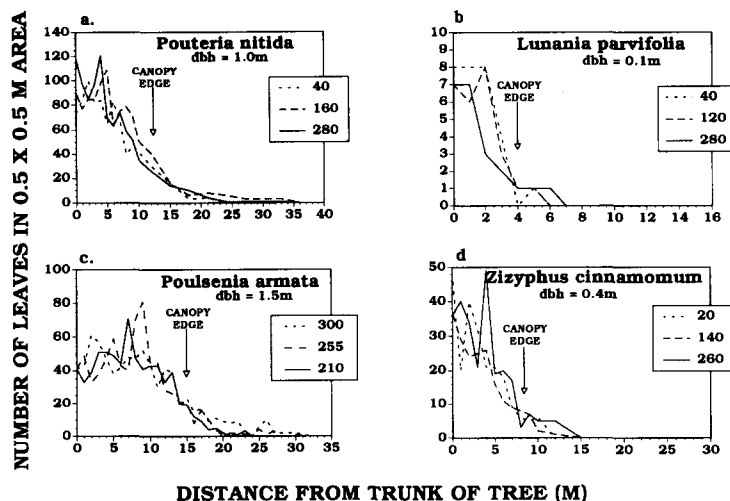 NUMBER OF LEAVES IN 0.5 X 0.5 M AREA
a.
Pouteria nitida
dbh = 1.0m
CANOPY
EDGE
40
160
280
140
120
100
80
60
40
20
0
0 5 10 15 20 25 30 35 40
b
Lunania parvifolia
dbh = 0.1m
CANOPY
EDGE
40
120
280
10
9
8
7
6
5
4
3
2
1
0
0 2 4 6 8 10 12 14 16
c.
Poulsenia armata
dbh = 1.5m
CANOPY
EDGE
300
255
210
100
80
60
40
20
0
0 5 10 15 20 25 30 35
d
Zizyphus cinnamomum
dbh = 0.4m
CANOPY
EDGE
20
140
260
50
40
30
20
10
0
0 5 10 15 20 25 30
DISTANCE FROM TRUNK OF TREE (M)